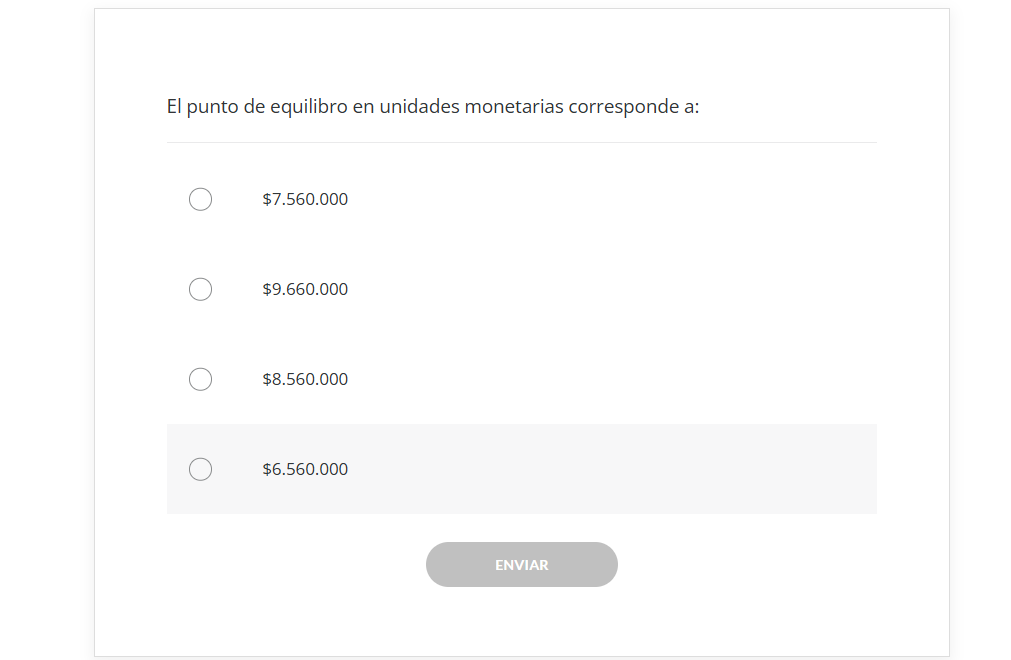 El punto de equilibro en unidades monetarias corresponde a:
$7.560.000
$9.660.000
$8.560.000
$6.560.000
ENVIAR